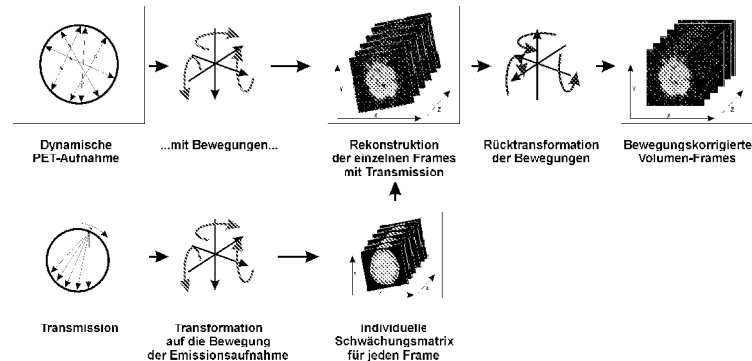 Dynamische
PET-Aufnahme
...mit Bewegungen...
Rekonstruktion
der einzelnen Frames
mit Transmission
Rücktransformation
der Bewegungen
Bewegungskorrigierte
Volumen-Frames
Transmission
Transformation
auf die Bewegung
der Emissionsaufnahme
Individuelle
Schwächungsmatrix
für jeden Frame